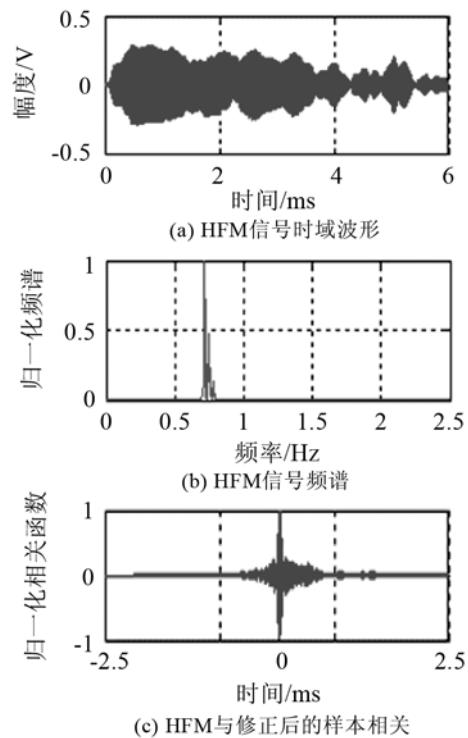 0.5
0
-0.5
幅度/V
0 2 4 6
时间/ms
(a) HFM信号时域波形
1
0.5
0
归一化频谱
0 0.5 1 1.5 2 2.5
频率/Hz
(b) HFM信号频谱
1
0
-1
归一化相关函数
-2.5 0 2.5
时间/ms
(c) HFM与修正后的样本相关